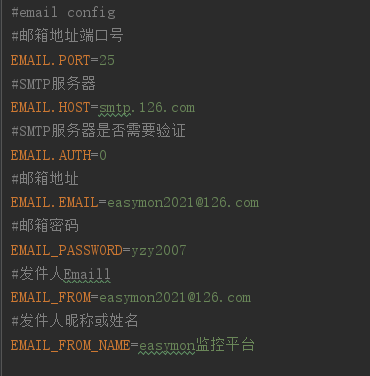 #email config
#邮箱地址端口号
EMAIL.PORT=25
#SMTP服务器
EMAIL.HOST=smtp.126.com
#SMTP服务器是否需要验证
EMAIL.AUTH=0
#邮箱地址
EMAIL.EMAIL=easymon2021@126.com
#邮箱密码
EMAIL_PASSWORD=yzy2007
#发件人Emaill
EMAIL_FROM=easymon2021@126.com
#发件人昵称或姓名
EMAIL_FROM_NAME=easymon监控平台